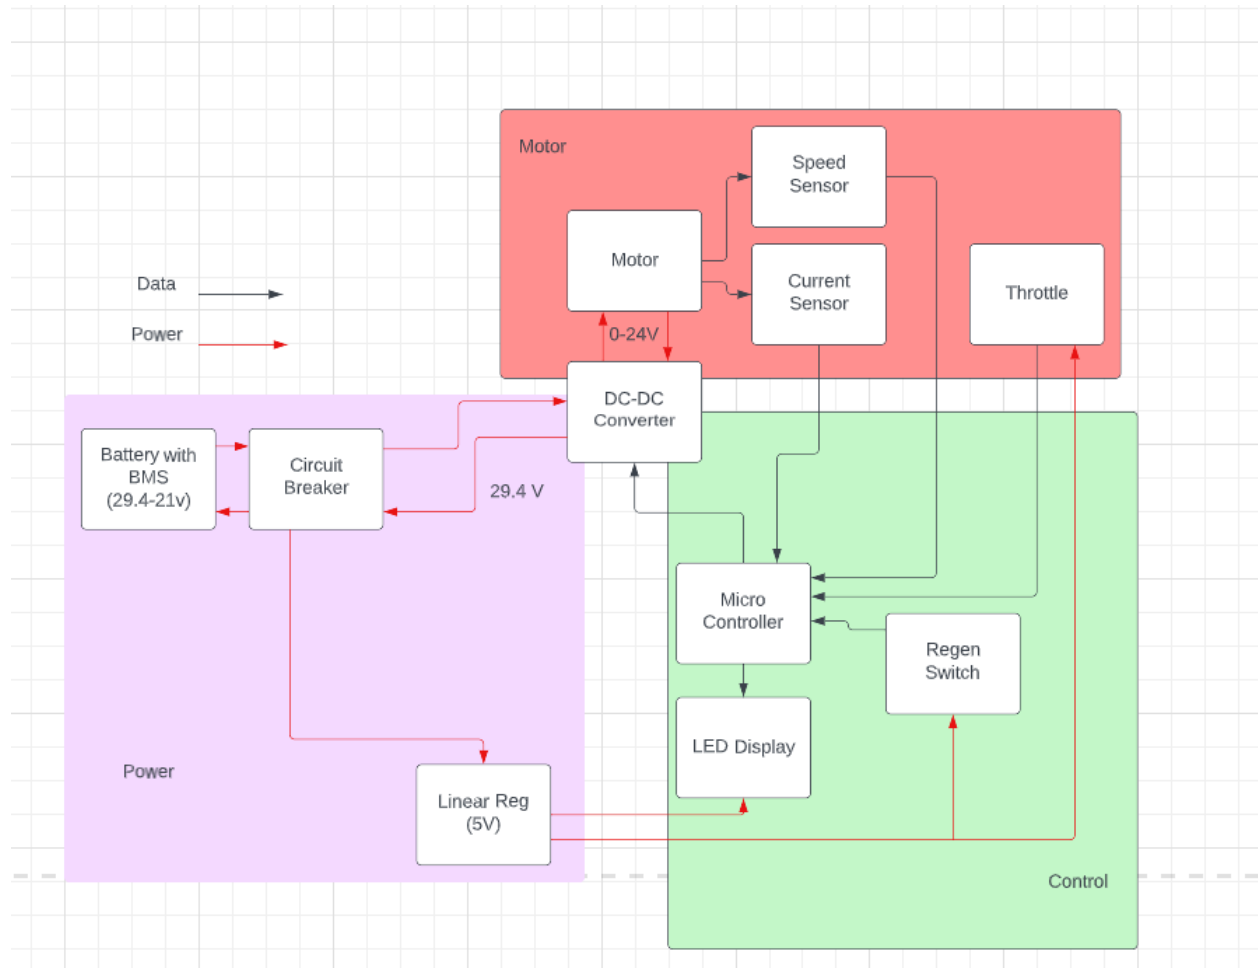 Motor
Speed
Sensor
Motor
Current
Sensor
Throttle
Data
Power
0-24V
DC-DC
Converter
Battery with
BMS
(29.4-21v)
Circuit
Breaker
29.4 V
Micro
Controller
Regen
Switch
LED Display
Power
Linear Reg
(5V)
Control